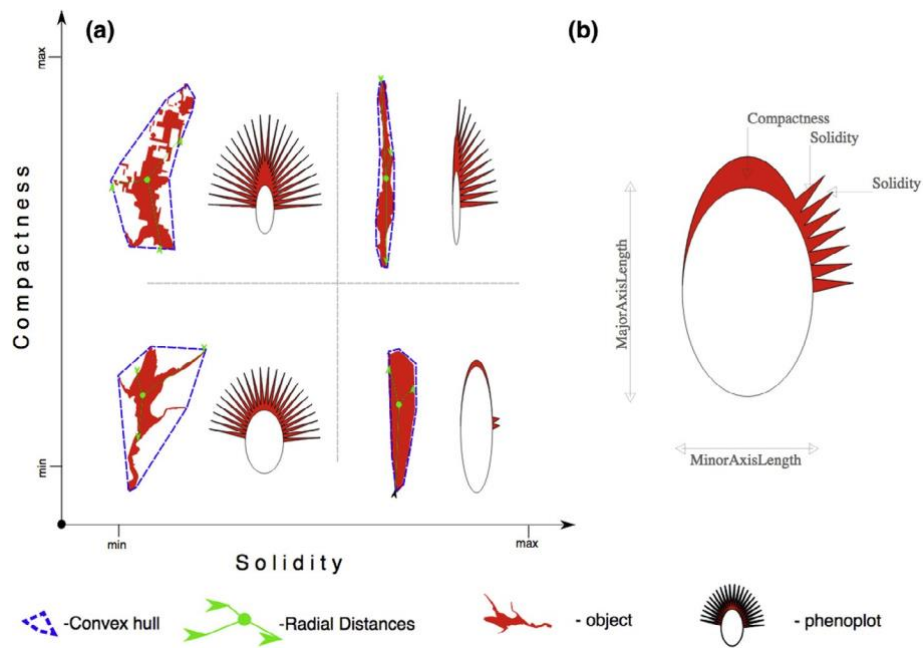 (a)
(b)
max
Compactness
min
min
max
Solidity
Compactness
Solidity
Solidity
MajorAxisLength
MinorAxisLength
-Convex hull
-Radial Distances
- object
- phenoplot